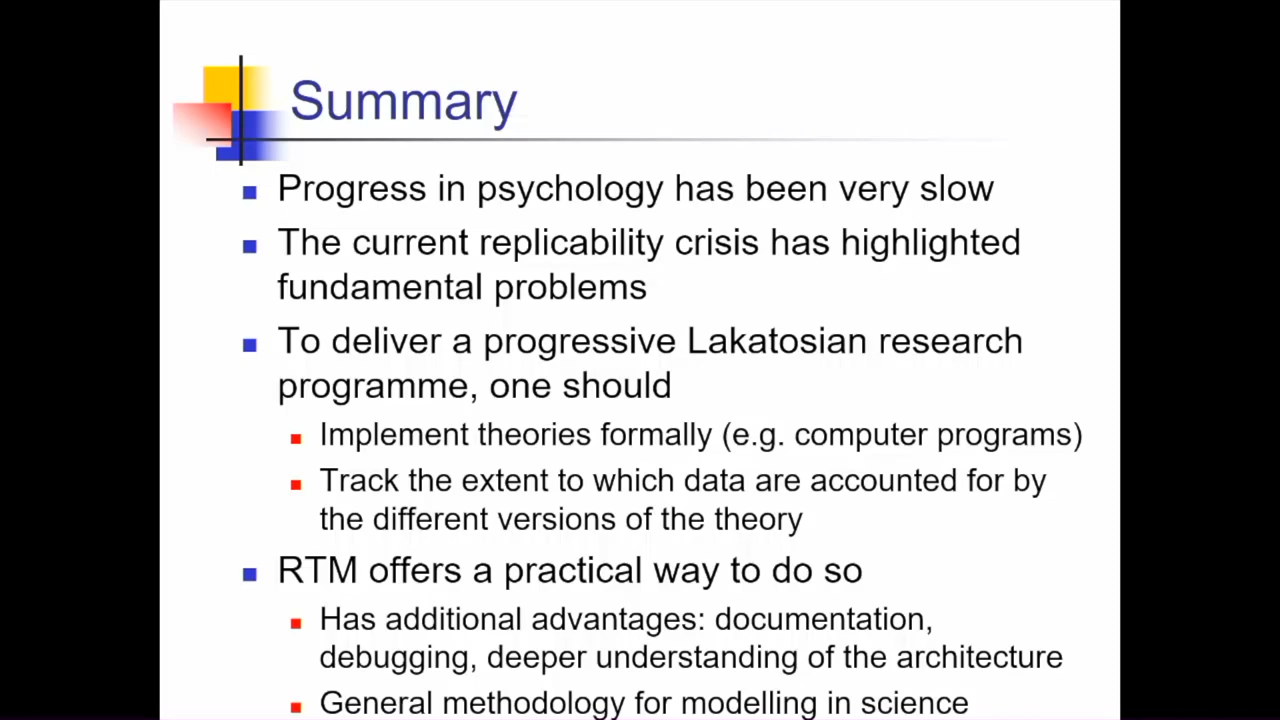 Summary
Progress in psychology has been very slow
The current replicability crisis has highlighted
fundamental problems
To deliver a progressive Lakatosian research
programme, one should
Implement theories formally (e.g. computer programs)
Track the extent to which data are accounted for by
the different versions of the theory
RTM offers a practical way to do so
Has additional advantages: documentation,
debugging, deeper understanding of the architecture
General methodology for modelling in science